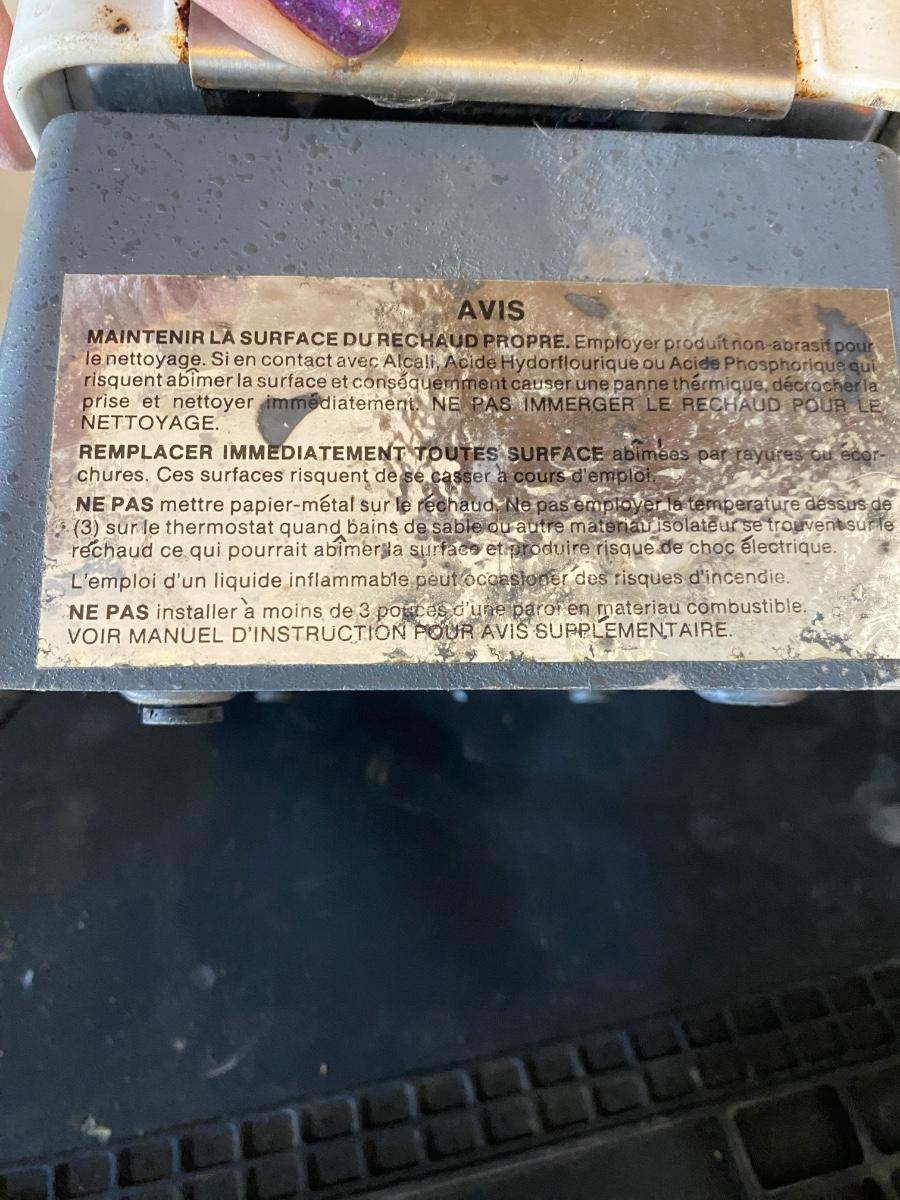 AVIS
MAINTENIR LA SURFACE DU RECHAUD PROPRE. Employer produit non-abrasif pour
le nettoyage. Si en contact avec Alcali, Acide Hydorflourique ou Acide Phosphorique qui
risquent abîmer la surface et conséquemment causer une panne thérmique, décrocher la
prise et nettoyer immédiatement. NE PAS IMMERGER LE RECHAUD POUR LE
NETTOYAGE.
REMPLACER IMMEDIATEMENT TOUTES SURFACE abîmèes par rayures ou écor-
chures. Ces surfaces risquent de se casser a cours d'emploi.
NE PAS mettre papier-métal sur le réchaud. Ne pas employer la température dessus de
(3) sur le thermostat quand bains de sable ou autre materiau isolateur se trouvent sur le
réchaud ce qui pourrait abîmer la surface et produire risque de choc électrique.
L'emploi d'un liquide inflammable peut occasioner des risques d'incendie.
NE PAS installer à moins de 3 pouces d'une paroi en materiau combustible.
VOIR MANUEL D'INSTRUCTION POUR AVIS SUPPLÉMENTAIRE.